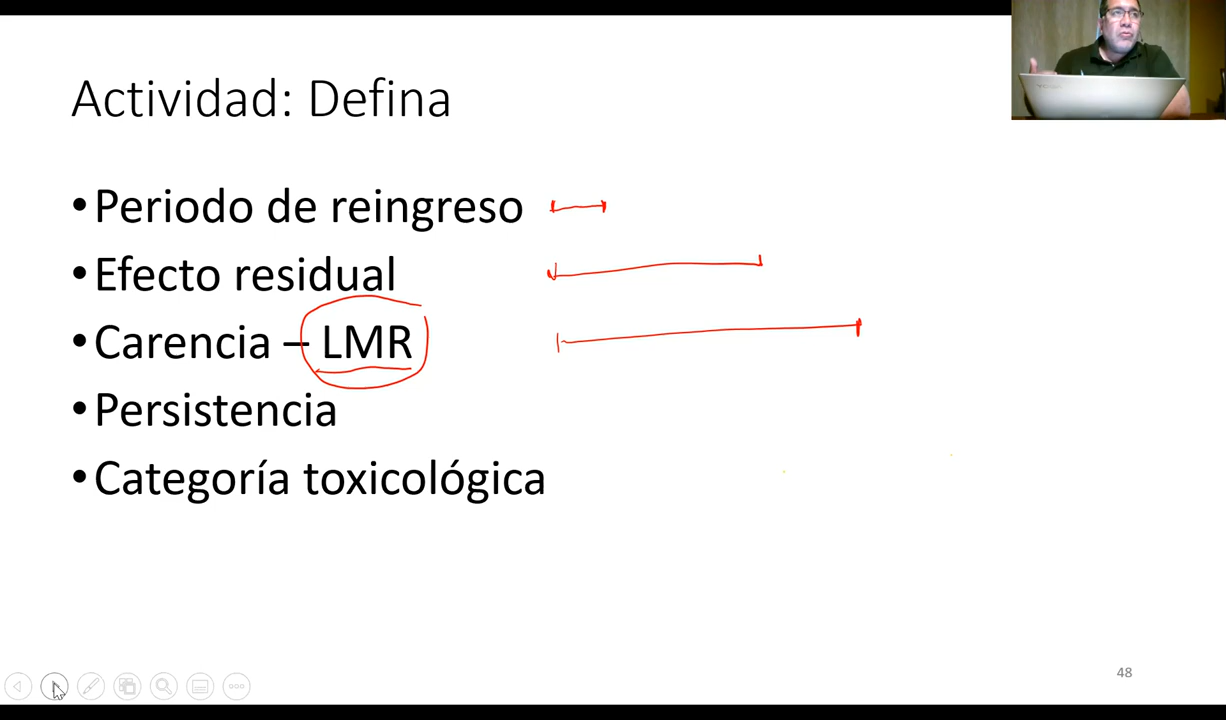 Actividad: Defina
•Periodo de reingreso
•Efecto residual
•Carencia – LMR
•Persistencia
•Categoría toxicológica
48